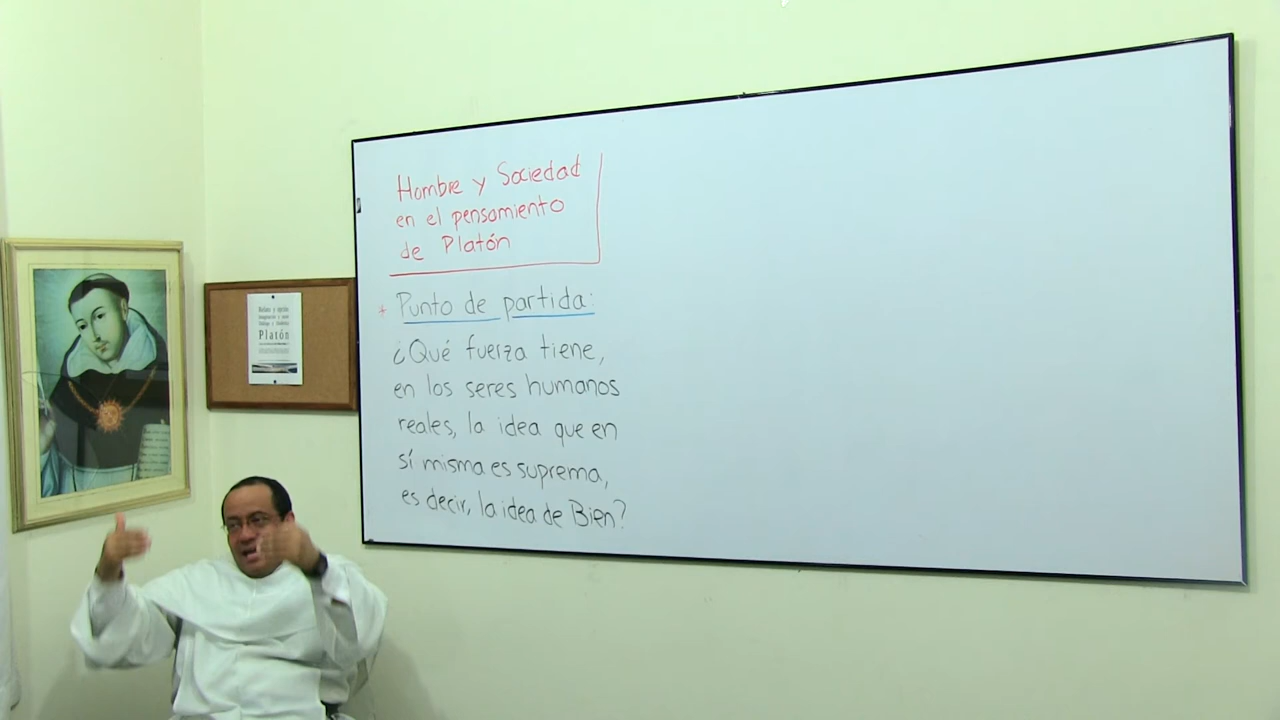 Hombre y Sociedad
en el pensamiento
de Platón
* Punto de partida:
¿Qué fuerza tiene,
en los seres humanos
reales, la idea que en
sí misma es suprema,
es decir, la idea de Bien?
Platón